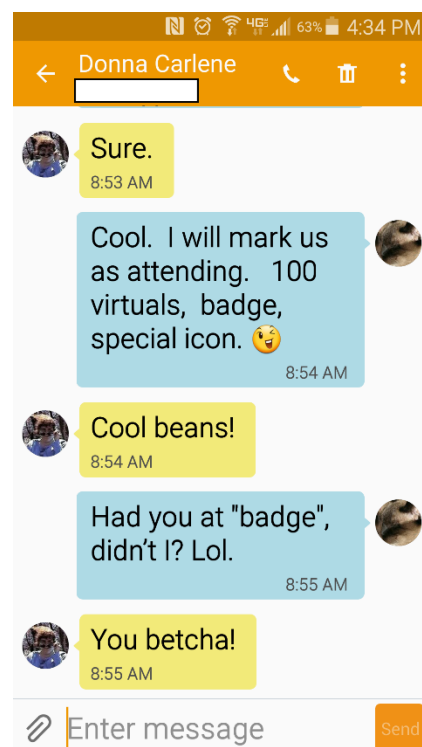 4G 63% 4:34 PM
Donna Carlene
Sure.
8:53 AM
Cool. I will mark us
as attending. 100
virtuals, badge,
special icon. 😜
8:54 AM
Cool beans!
8:54 AM
Had you at "badge",
didn't I? Lol.
8:55 AM
You betcha!
8:55 AM
Enter message
Send